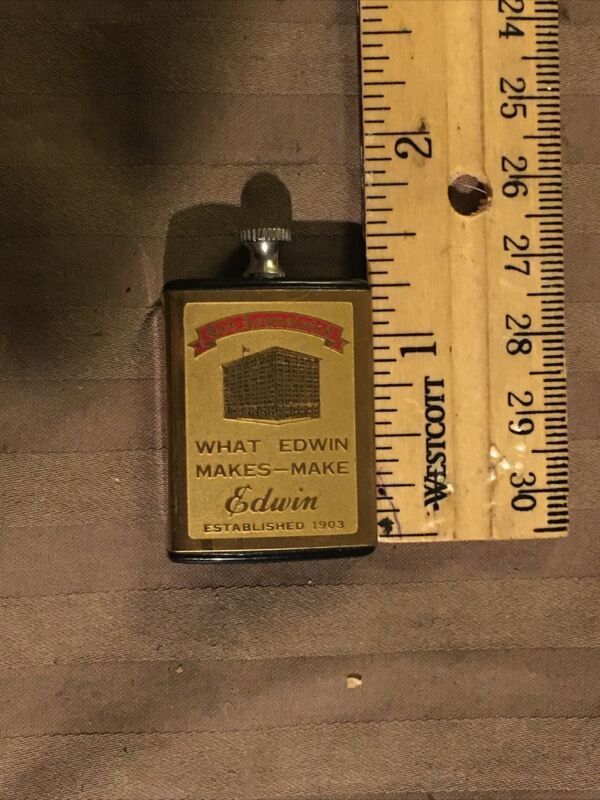 WHAT EDWIN
MAKES—MAKE
Edwin
ESTABLISHED 1903
2
1
WESTCOTT
24
25
26
27
28
29
30